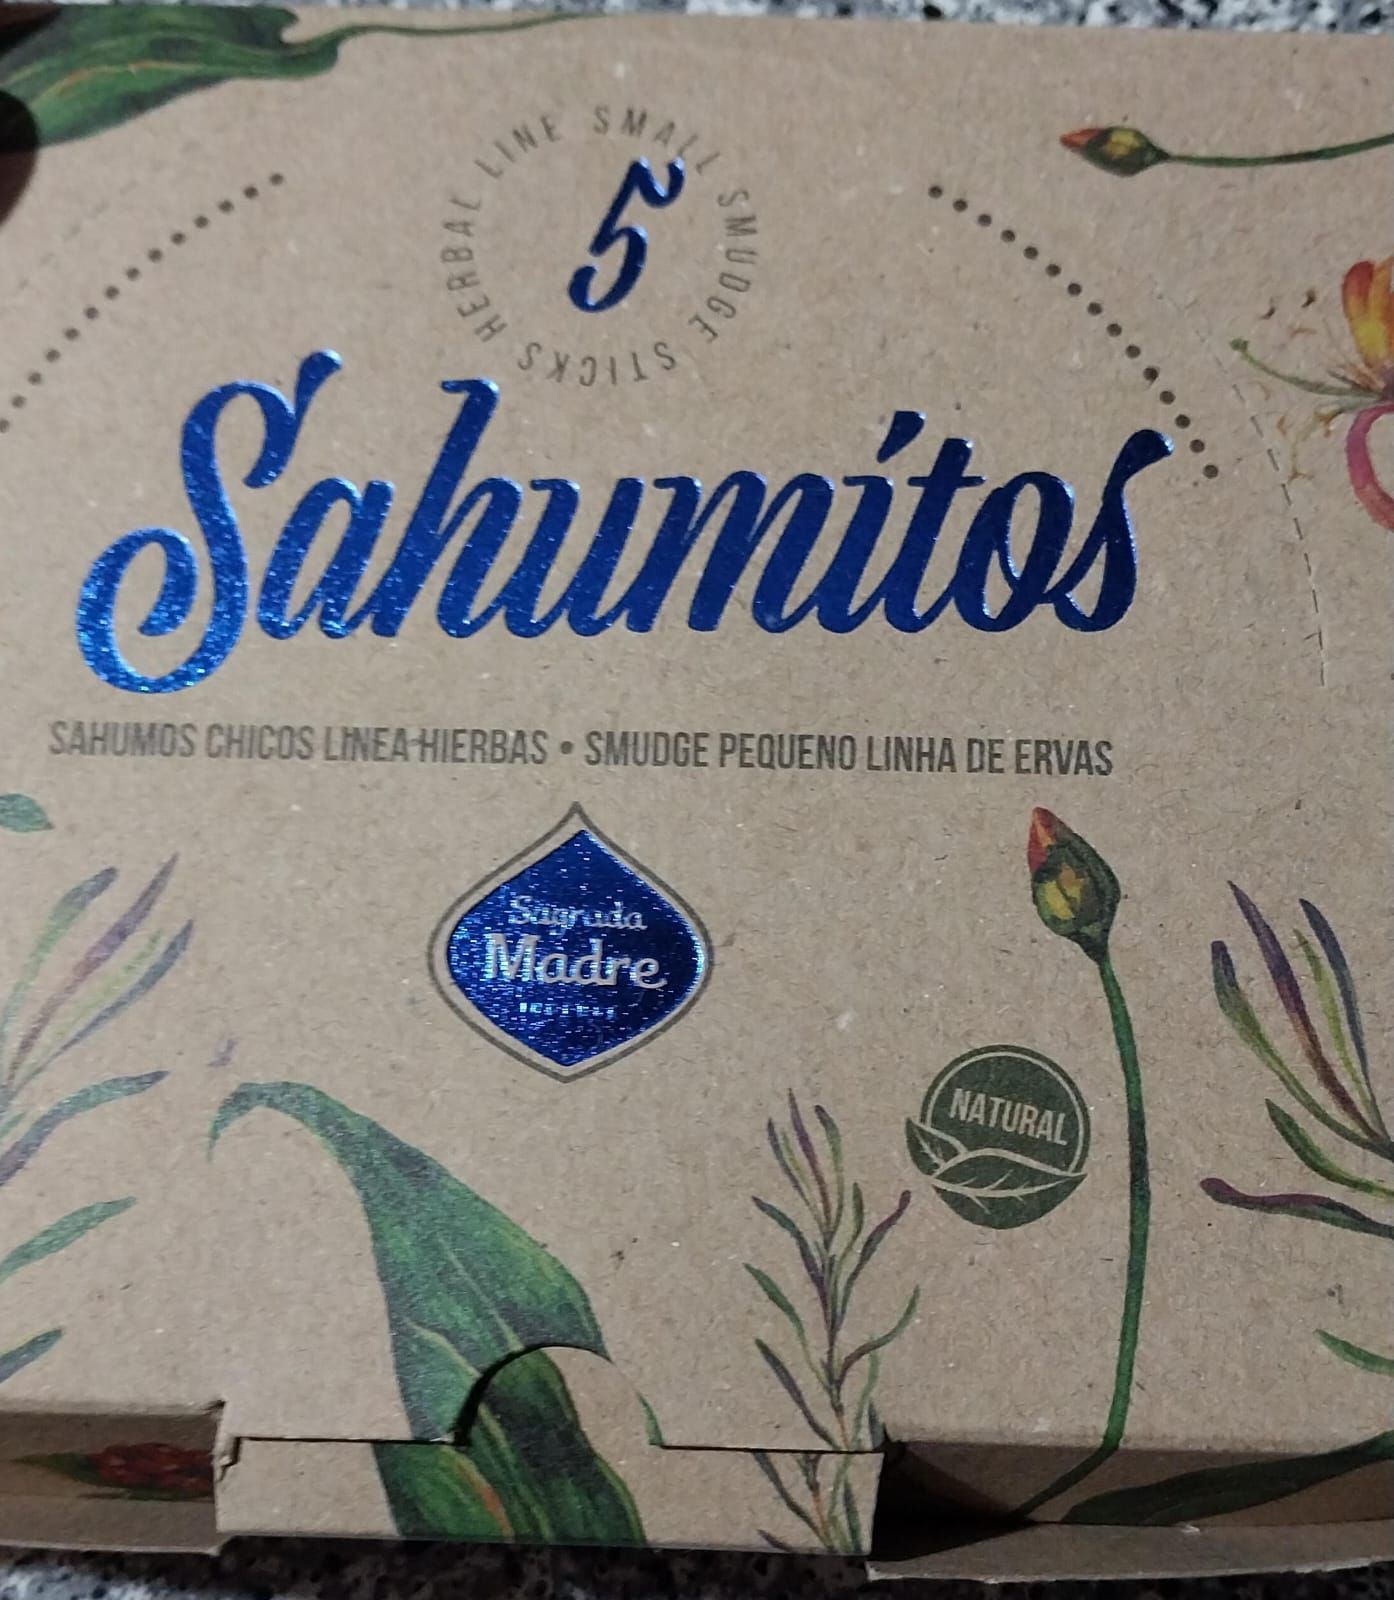 HERBAL LINE SMALL SMUDGE STICKS
5
Sahumitos
SAHUMOS CHICOS LINEA HIERBAS • SMUDGE PEQUENO LINHA DE ERVAS
Sagrada
Madre
NATURAL